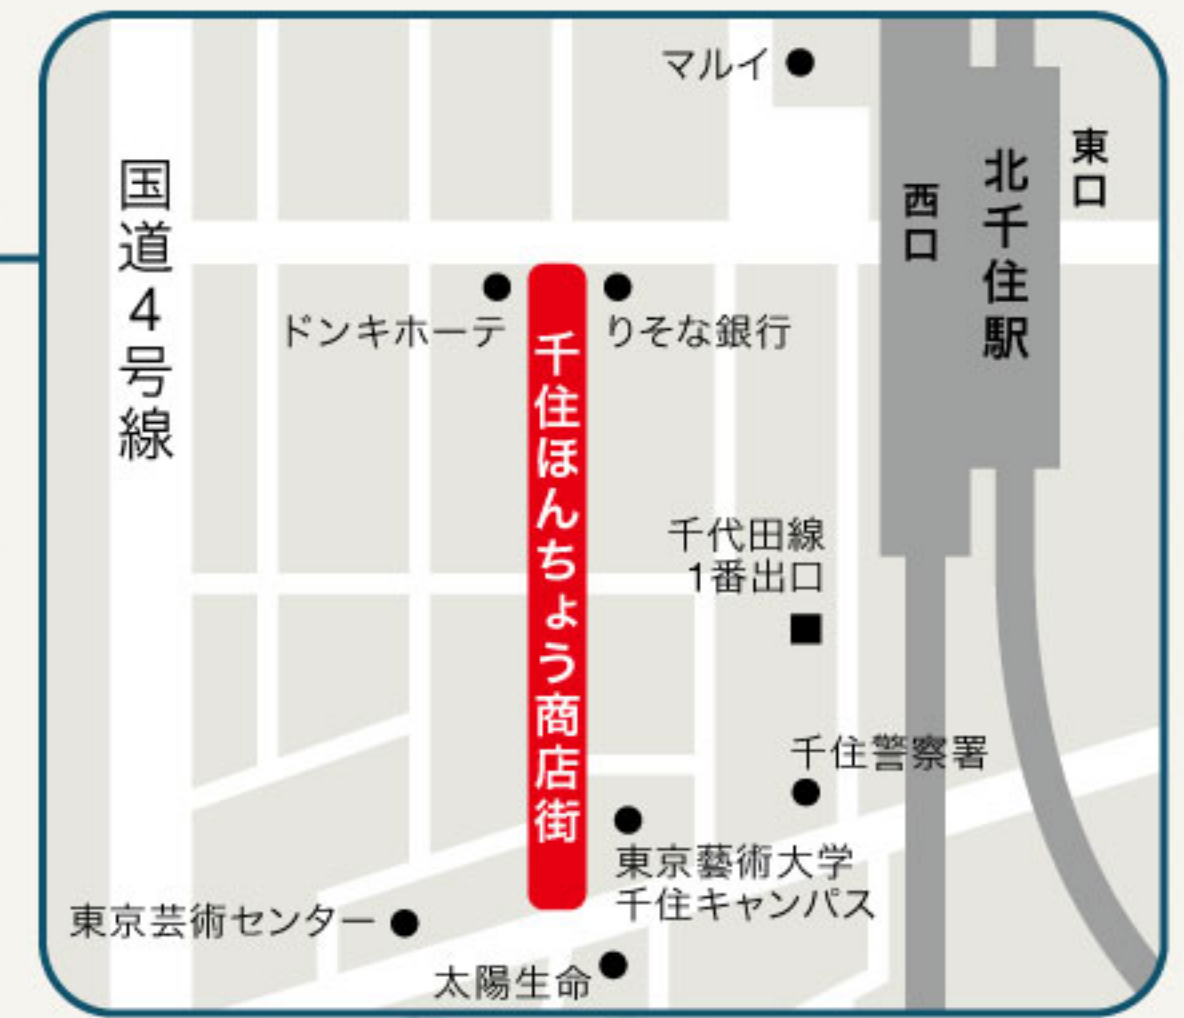 マルイ
東口
北千住駅
西口
国道4号線
ドンキホーテ
りそな銀行
千住ほんちょう商店街
千代田線
1番出口
千住警察署
東京藝術大学
千住キャンパス
東京芸術センター
太陽生命